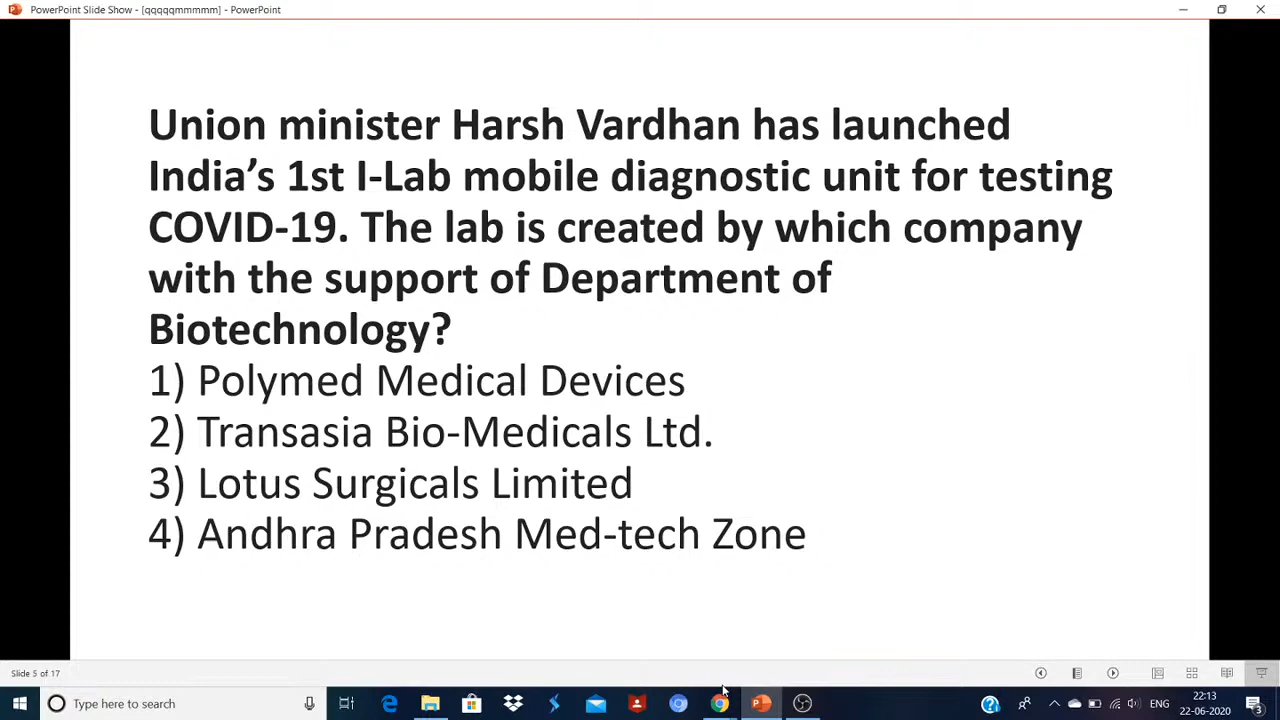 PowerPoint Slide Show - [qqqqqmmmmm] - PowerPoint
Union minister Harsh Vardhan has launched
India’s 1st I-Lab mobile diagnostic unit for testing
COVID-19. The lab is created by which company
with the support of Department of
Biotechnology?
1) Polymed Medical Devices
2) Transasia Bio-Medicals Ltd.
3) Lotus Surgicals Limited
4) Andhra Pradesh Med-tech Zone
Slide 5 of 17
Type here to search
ENG
22:13
22-06-2020
3